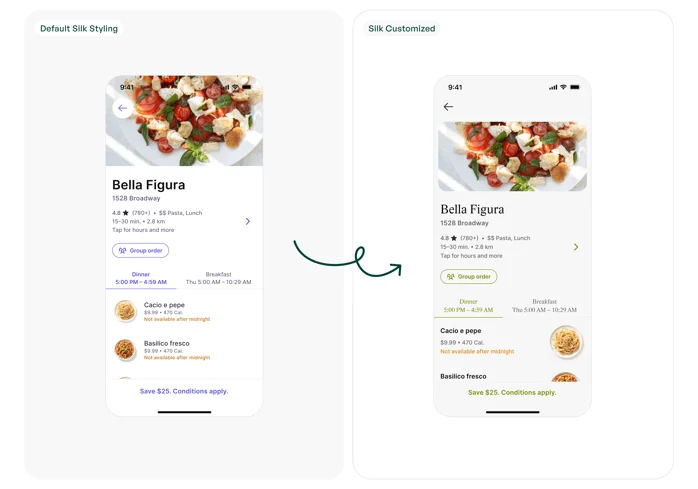 Default Silk Styling
9:41
Bella Figura
1528 Broadway
4.8 ★ (780+) • $$ Pasta, Lunch
15–30 min. • 2.8 km
Tap for hours and more
Group order
Dinner
5:00 PM – 4:59 AM
Breakfast
Thu 5:00 AM – 10:29 AM
Cacio e pepe
$9.99 • 470 Cal.
Not available after midnight
Basilico fresco
$9.99 • 470 Cal.
Not available after midnight
Save $25. Conditions apply.
Silk Customized
9:41
Bella Figura
1528 Broadway
4.8 ★ (780+) • $$ Pasta, Lunch
15–30 min. • 2.8 km
Tap for hours and more
Group order
Dinner
5:00 PM – 4:59 AM
Breakfast
Thu 5:00 AM – 10:29 AM
Cacio e pepe
$9.99 • 470 Cal.
Not available after midnight.
Basilico fresco
Save $25. Conditions apply.